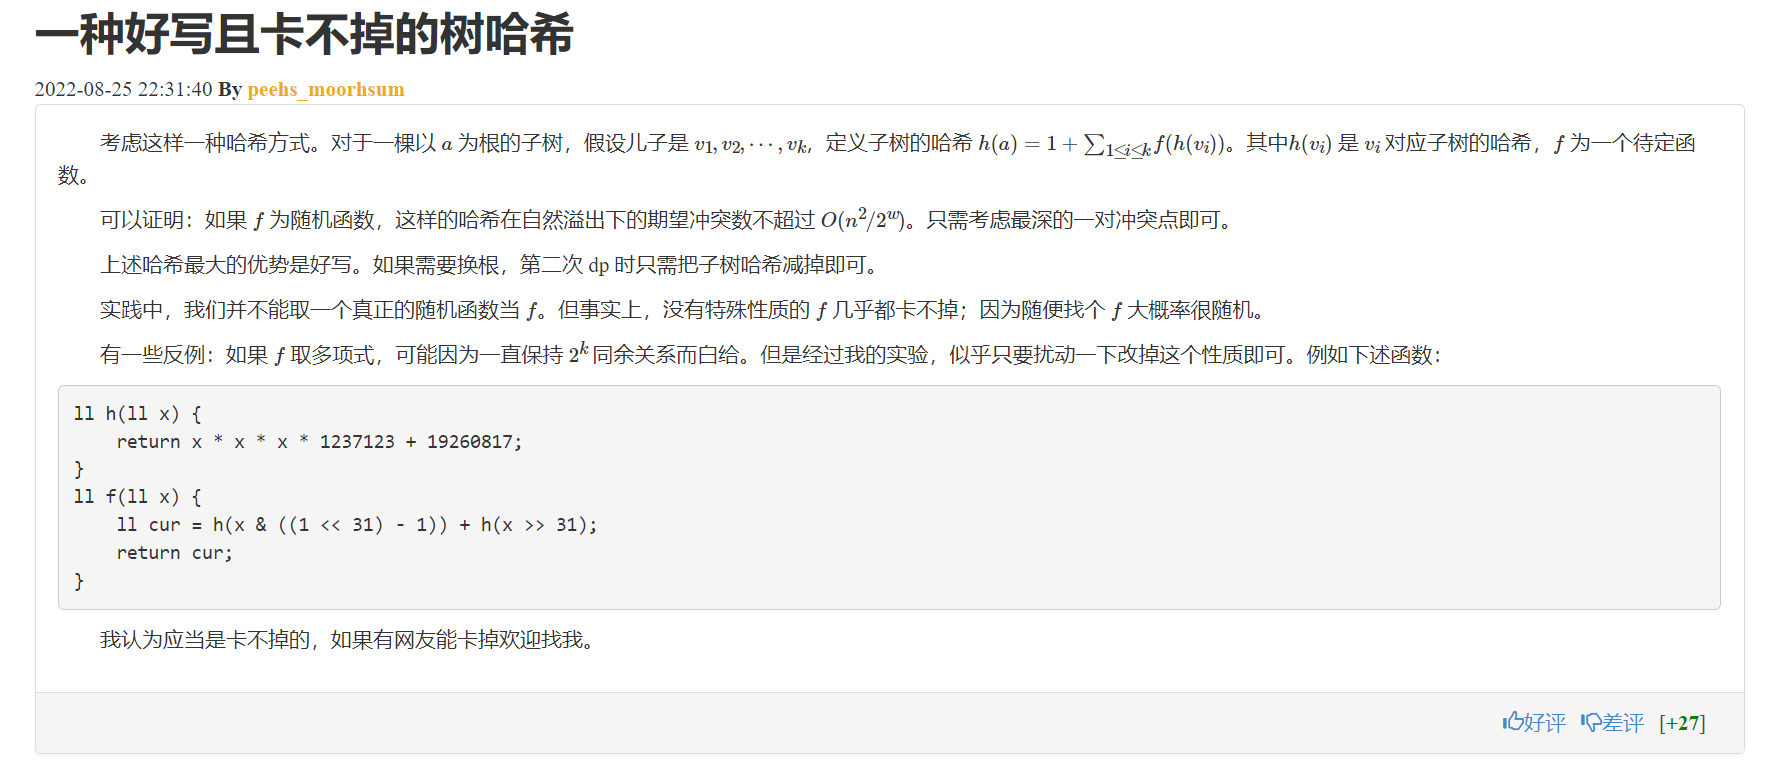 一种好写且卡不掉的树哈希
2022-08-25 22:31:40 By peehs_moorhsum
考虑这样一种哈希方式。对于一棵以 a 为根的子树，假设儿子是 v₁, v₂, ⋯ , vₖ，定义子树的哈希 h(a) = 1 + ∑₁≤ᵢ≤ₖ f(h(vᵢ))。其中h(vᵢ) 是 vᵢ 对应子树的哈希，f 为一个待定函
数。
可以证明：如果 f 为随机函数，这样的哈希在自然溢出下的期望冲突数不超过 O(n²/2ʷ)。只需考虑最深的一对冲突点即可。
上述哈希最大的优势是好写。如果需要换根，第二次 dp 时只需把子树哈希减掉即可。
实践中，我们并不能取一个真正的随机函数当 f。但事实上，没有特殊性质的 f 几乎都卡不掉；因为随便找个 f 大概率很随机。
有一些反例：如果 f 取多项式，可能因为一直保持 2ᵏ 同余关系而白给。但是经过我的实验，似乎只要扰动一下改掉这个性质即可。例如下述函数：
ll h(ll x) {
    return x * x * x * 1237123 + 19260817;
}
ll f(ll x) {
    ll cur = h(x & ((1 << 31) - 1)) + h(x >> 31);
    return cur;
}
我认为应当是卡不掉的，如果有网友能卡掉欢迎找我。
好评 差评 [+27]